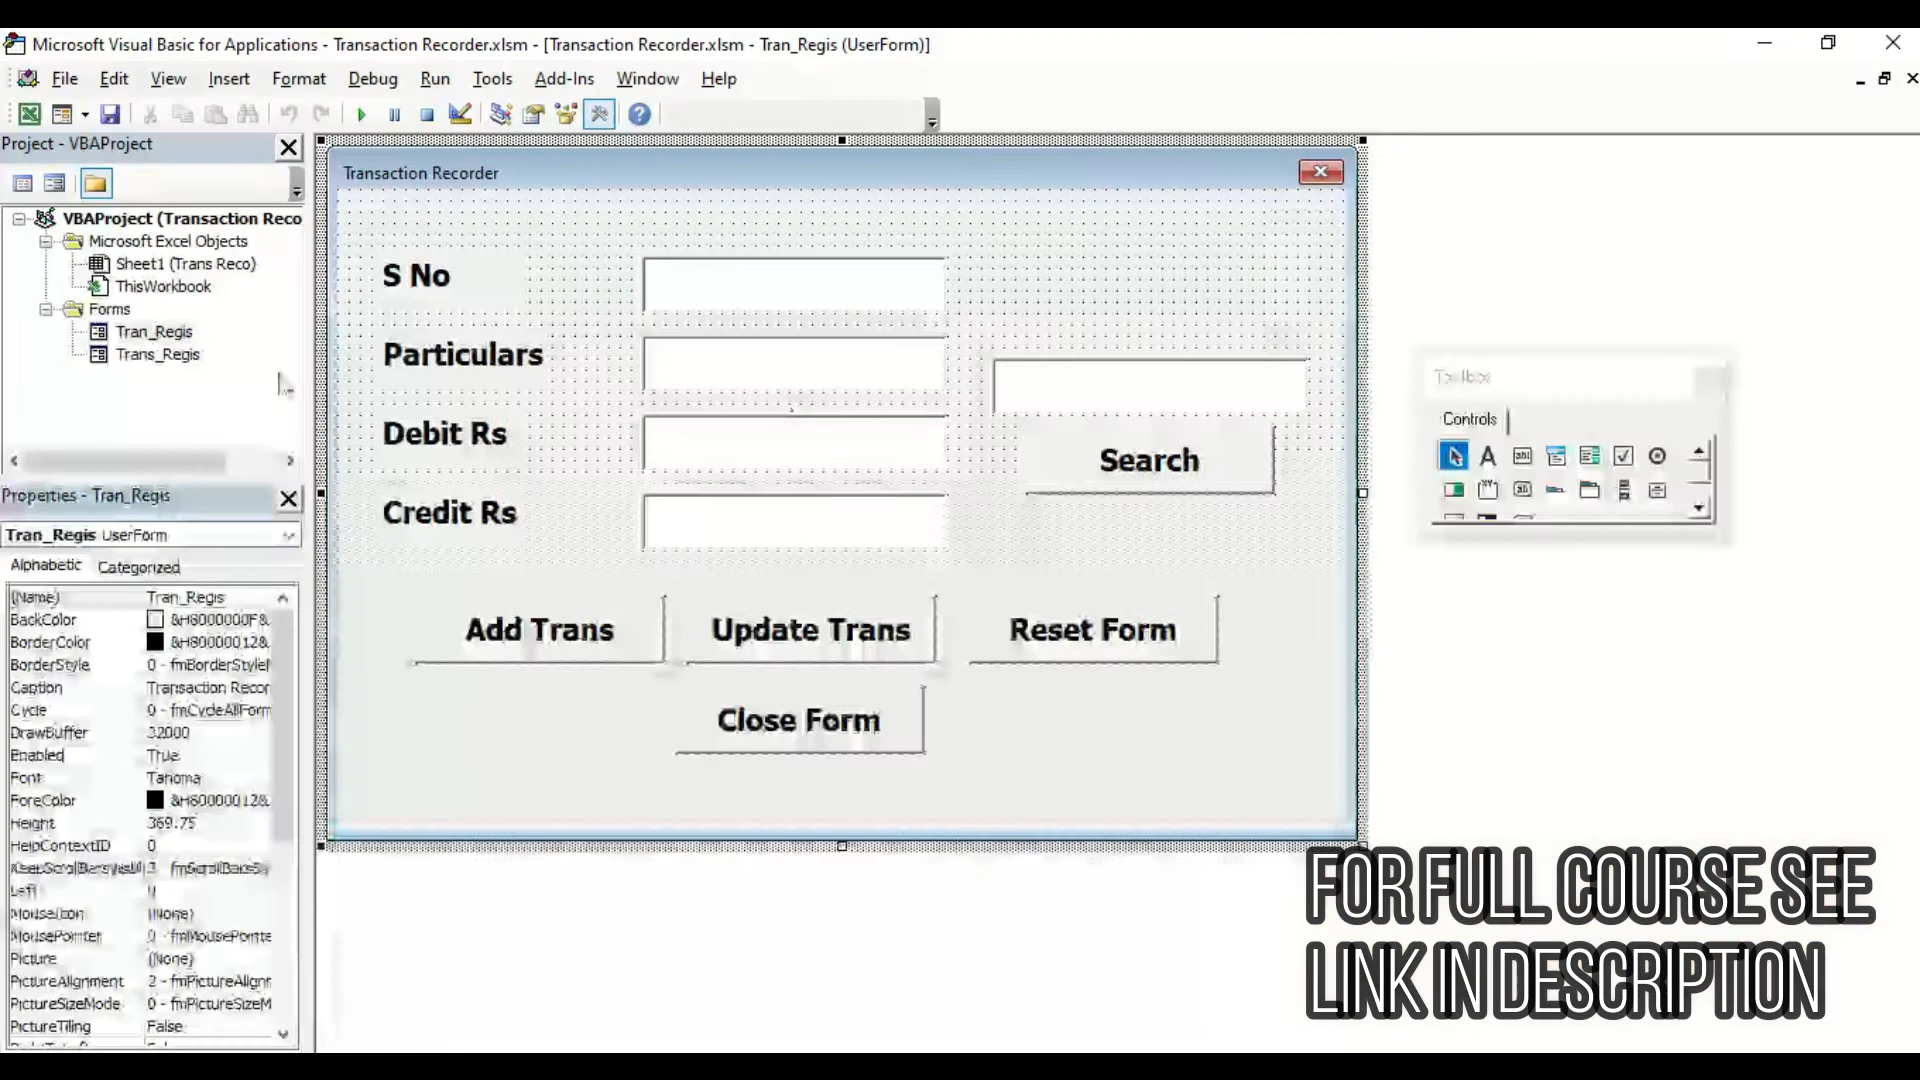 Microsoft Visual Basic for Applications - Transaction Recorder.xlsm - [Transaction Recorder.xlsm - Tran_Regis (UserForm)]
File Edit View Insert Format Debug Run Tools Add-Ins Window Help
Project - VBAProject
VBAProject (Transaction Reco
Microsoft Excel Objects
Sheet1 (Trans Reco)
ThisWorkbook
Forms
Tran_Regis
Trans_Regis
Properties - Tran_Regis
Tran_Regis UserForm
Alphabetic Categorized
(Name) Tran_Regis
BackColor &H8000000F&
BorderColor &H80000012&
BorderStyle 0 - fmBorderStyleN
Caption Transaction Recor
Cycle 0 - fmCycleAllForm
DrawBuffer 32000
Enabled True
Font Tahoma
ForeColor &H80000012&
Height 369.75
HelpContextID 0
Left 0
MouseIcon (None)
MousePointer 0 - fmMousePointe
Picture (None)
PictureAlignment 2 - fmPictureAlignr
PictureSizeMode 0 - fmPictureSizeM
PictureTiling False
Transaction Recorder
S No
Particulars
Debit Rs
Credit Rs
Search
Add Trans Update Trans Reset Form
Close Form
Toolbox
Controls
FOR FULL COURSE SEE
LINK IN DESCRIPTION